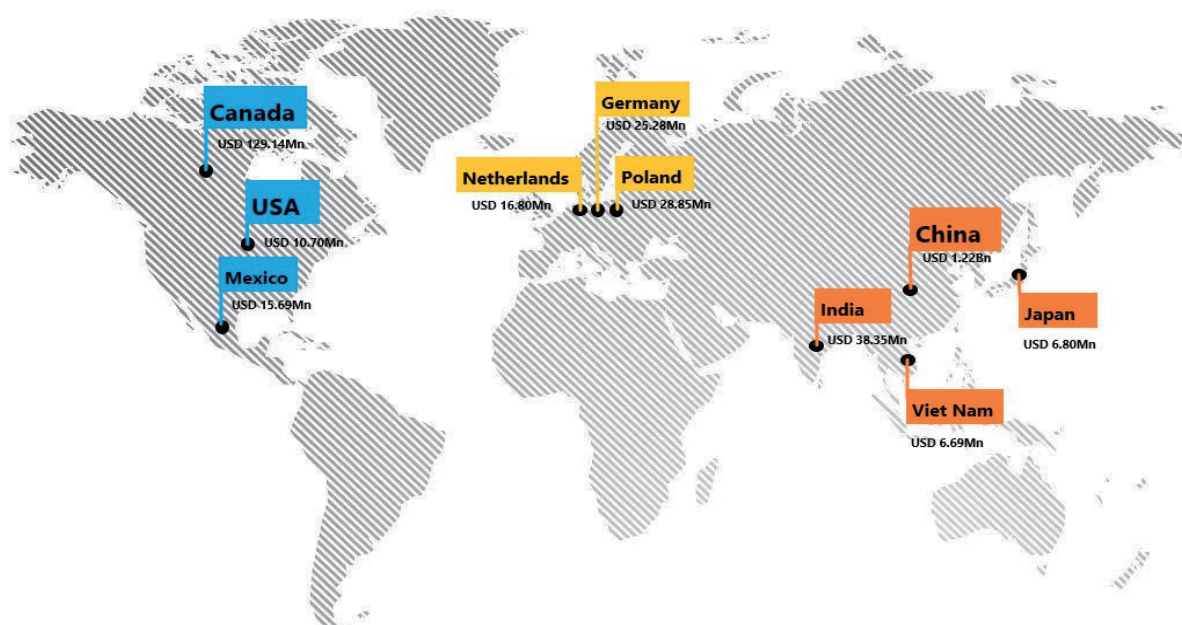 Canada
USD 129.14Mn
USA
USD 10.70Mn
Mexico
USD 15.69Mn
Germany
USD 25.28Mn
Netherlands
USD 16.80Mn
Poland
USD 28.85Mn
China
USD 1.22Bn
India
USD 38.35Mn
Japan
USD 6.80Mn
Viet Nam
USD 6.69Mn